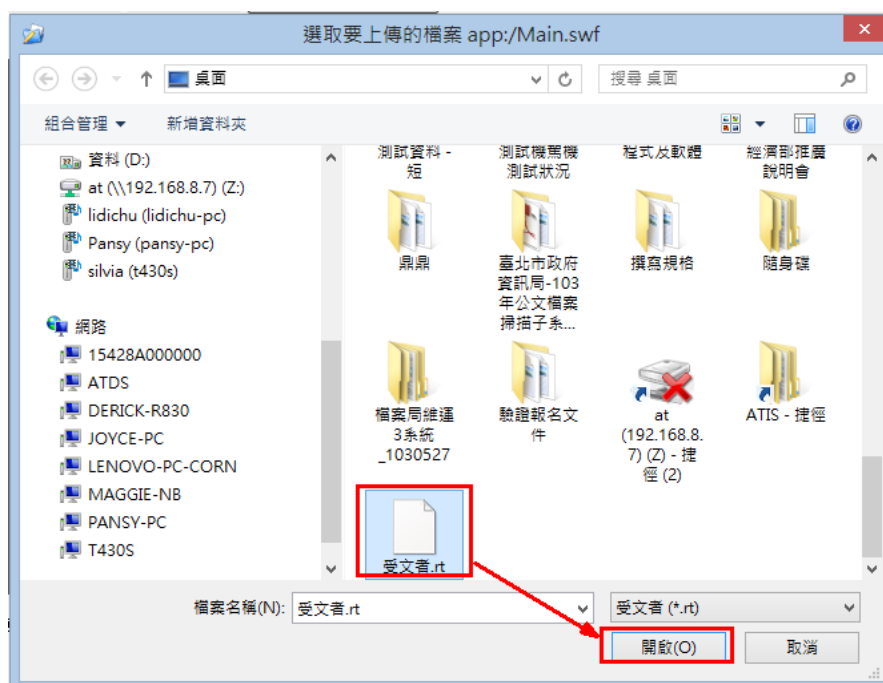 選取要上傳的檔案 app:/Main.swf
桌面
搜尋 桌面
組合管理
新增資料夾
資料 (D:)
at (\\192.168.8.7) (Z:)
lidichu (lidichu-pc)
Pansy (pansy-pc)
silvia (t430s)
網路
15428A000000
ATDS
DERICK-R830
JOYCE-PC
LENOVO-PC-CORN
MAGGIE-NB
PANSY-PC
T430S
測試資料 -
短
測試機罵機
測試狀況
程式及軟體
經濟部推廣
說明會
鼎鼎
臺北市政府
資訊局-103
年公文檔案
掃描子系...
撰寫規格
隨身碟
檔案局維運
3系統
_1030527
驗證報名文
件
at
(192.168.8.
7) (Z) - 捷
徑 (2)
ATIS - 捷徑
受文者.rt
檔案名稱(N):
受文者.rt
受文者 (*.rt)
開啟(O)
取消